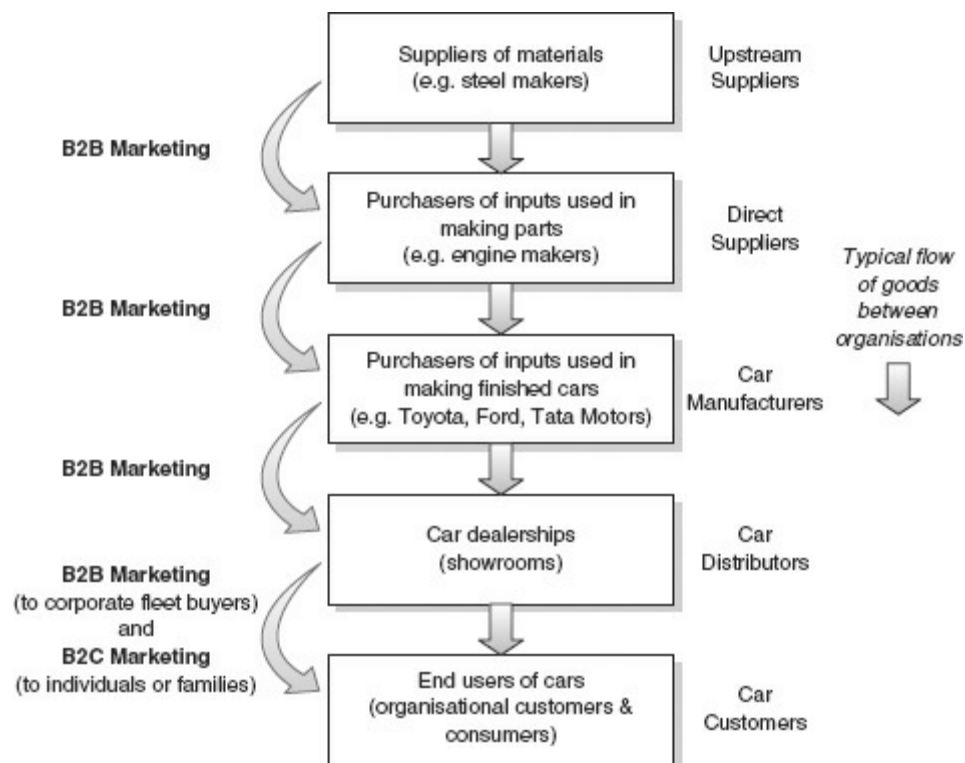 Suppliers of materials
(e.g. steel makers)
Upstream
Suppliers
B2B Marketing
Purchasers of inputs used in
making parts
(e.g. engine makers)
Direct
Suppliers
Typical flow
of goods
between
organisations
B2B Marketing
Purchasers of inputs used in
making finished cars
(e.g. Toyota, Ford, Tata Motors)
Car
Manufacturers
B2B Marketing
Car dealerships
(showrooms)
Car
Distributors
B2B Marketing
(to corporate fleet buyers)
and
B2C Marketing
(to individuals or families)
End users of cars
(organisational customers &
consumers)
Car
Customers